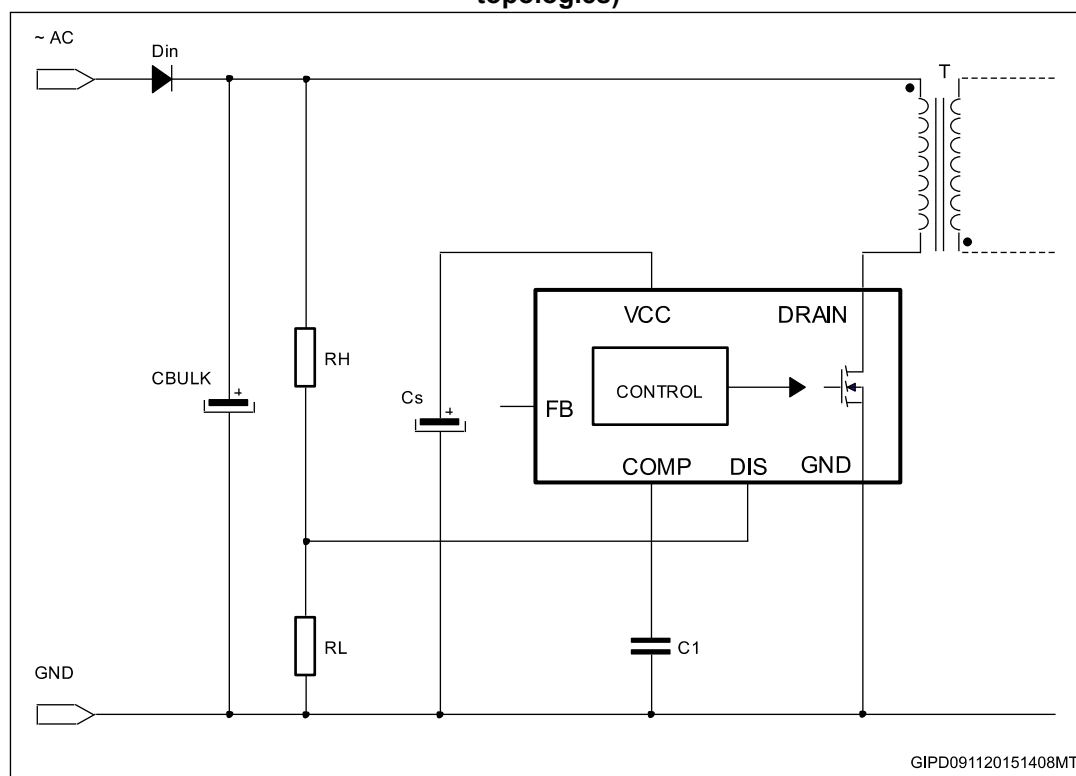 topologies)
~ AC
Din
T
RH
CBULK
+
Cs
+
VCC
DRAIN
CONTROL
FB
COMP
DIS
GND
RL
C1
GND
GIPD091120151408MT